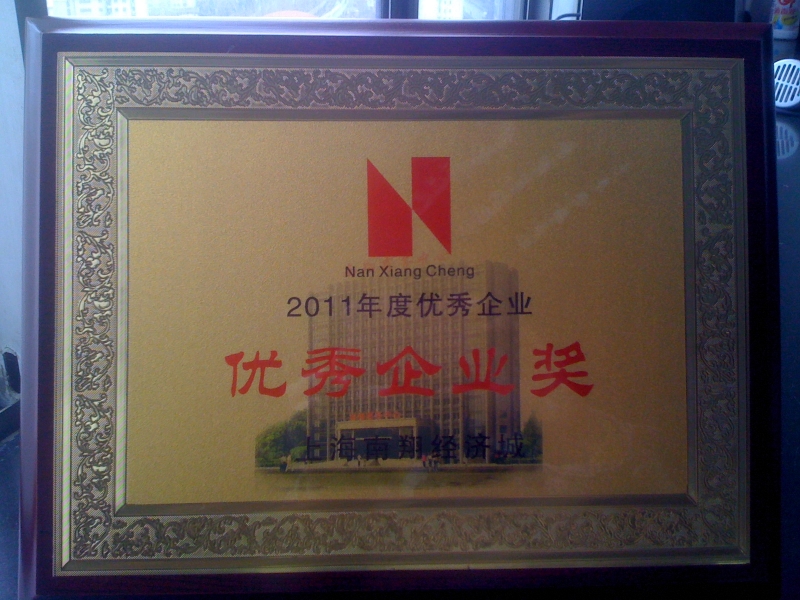 Nan Xiang Cheng
2011年度优秀企业
优秀企业奖
上海南翔经济城